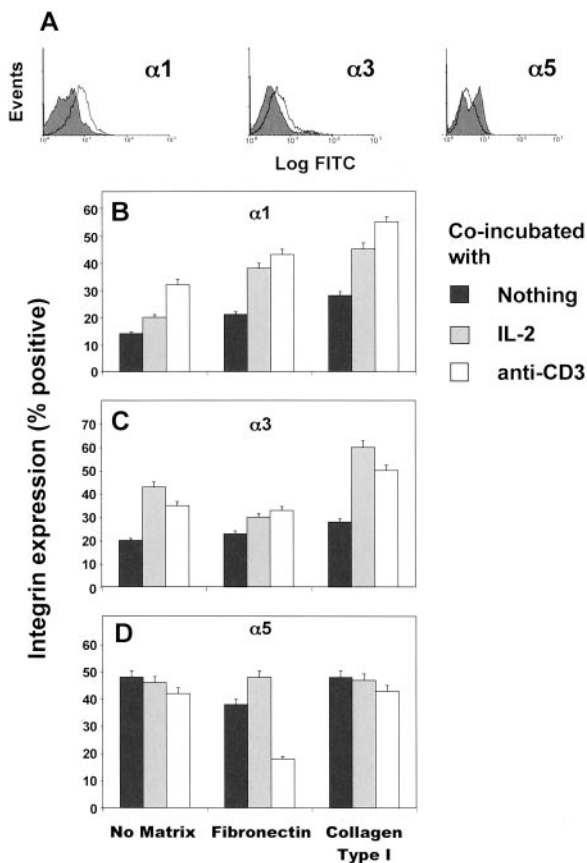 A
α1
α3
α5
Events
Log FITC
B
α1
60
50
40
30
20
10
0
C
α3
70
60
50
40
30
20
10
0
D
α5
60
50
40
30
20
10
0
Integrin expression (% positive)
No Matrix
Fibronectin
Collagen
Type I
Co-incubated
with
Nothing
IL-2
anti-CD3